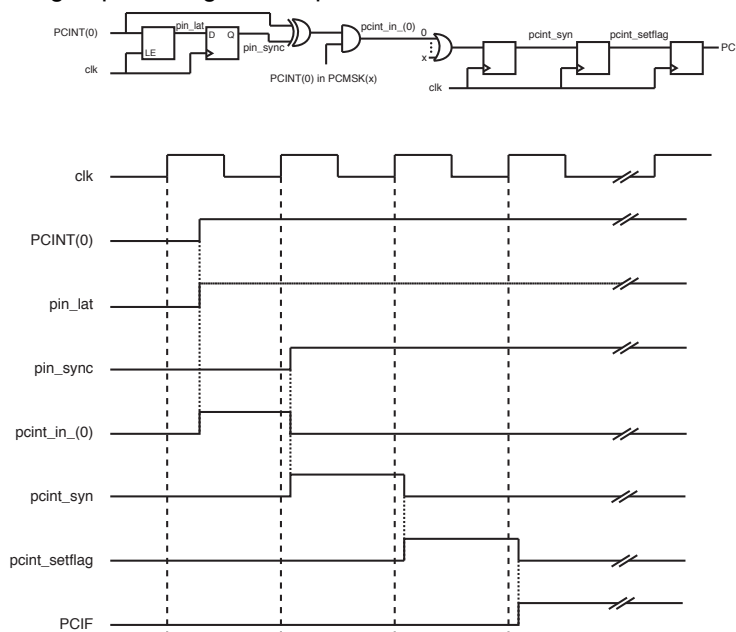 PCINT(0)
pin_lat
LE
D Q
pin_sync
clk
PCINT(0) in PCMSK(x)
pcint_in_(0)
0
x
clk
pcint_syn
pcint_setflag
PC
clk
PCINT(0)
pin_lat
pin_sync
pcint_in_(0)
pcint_syn
pcint_setflag
PCIF